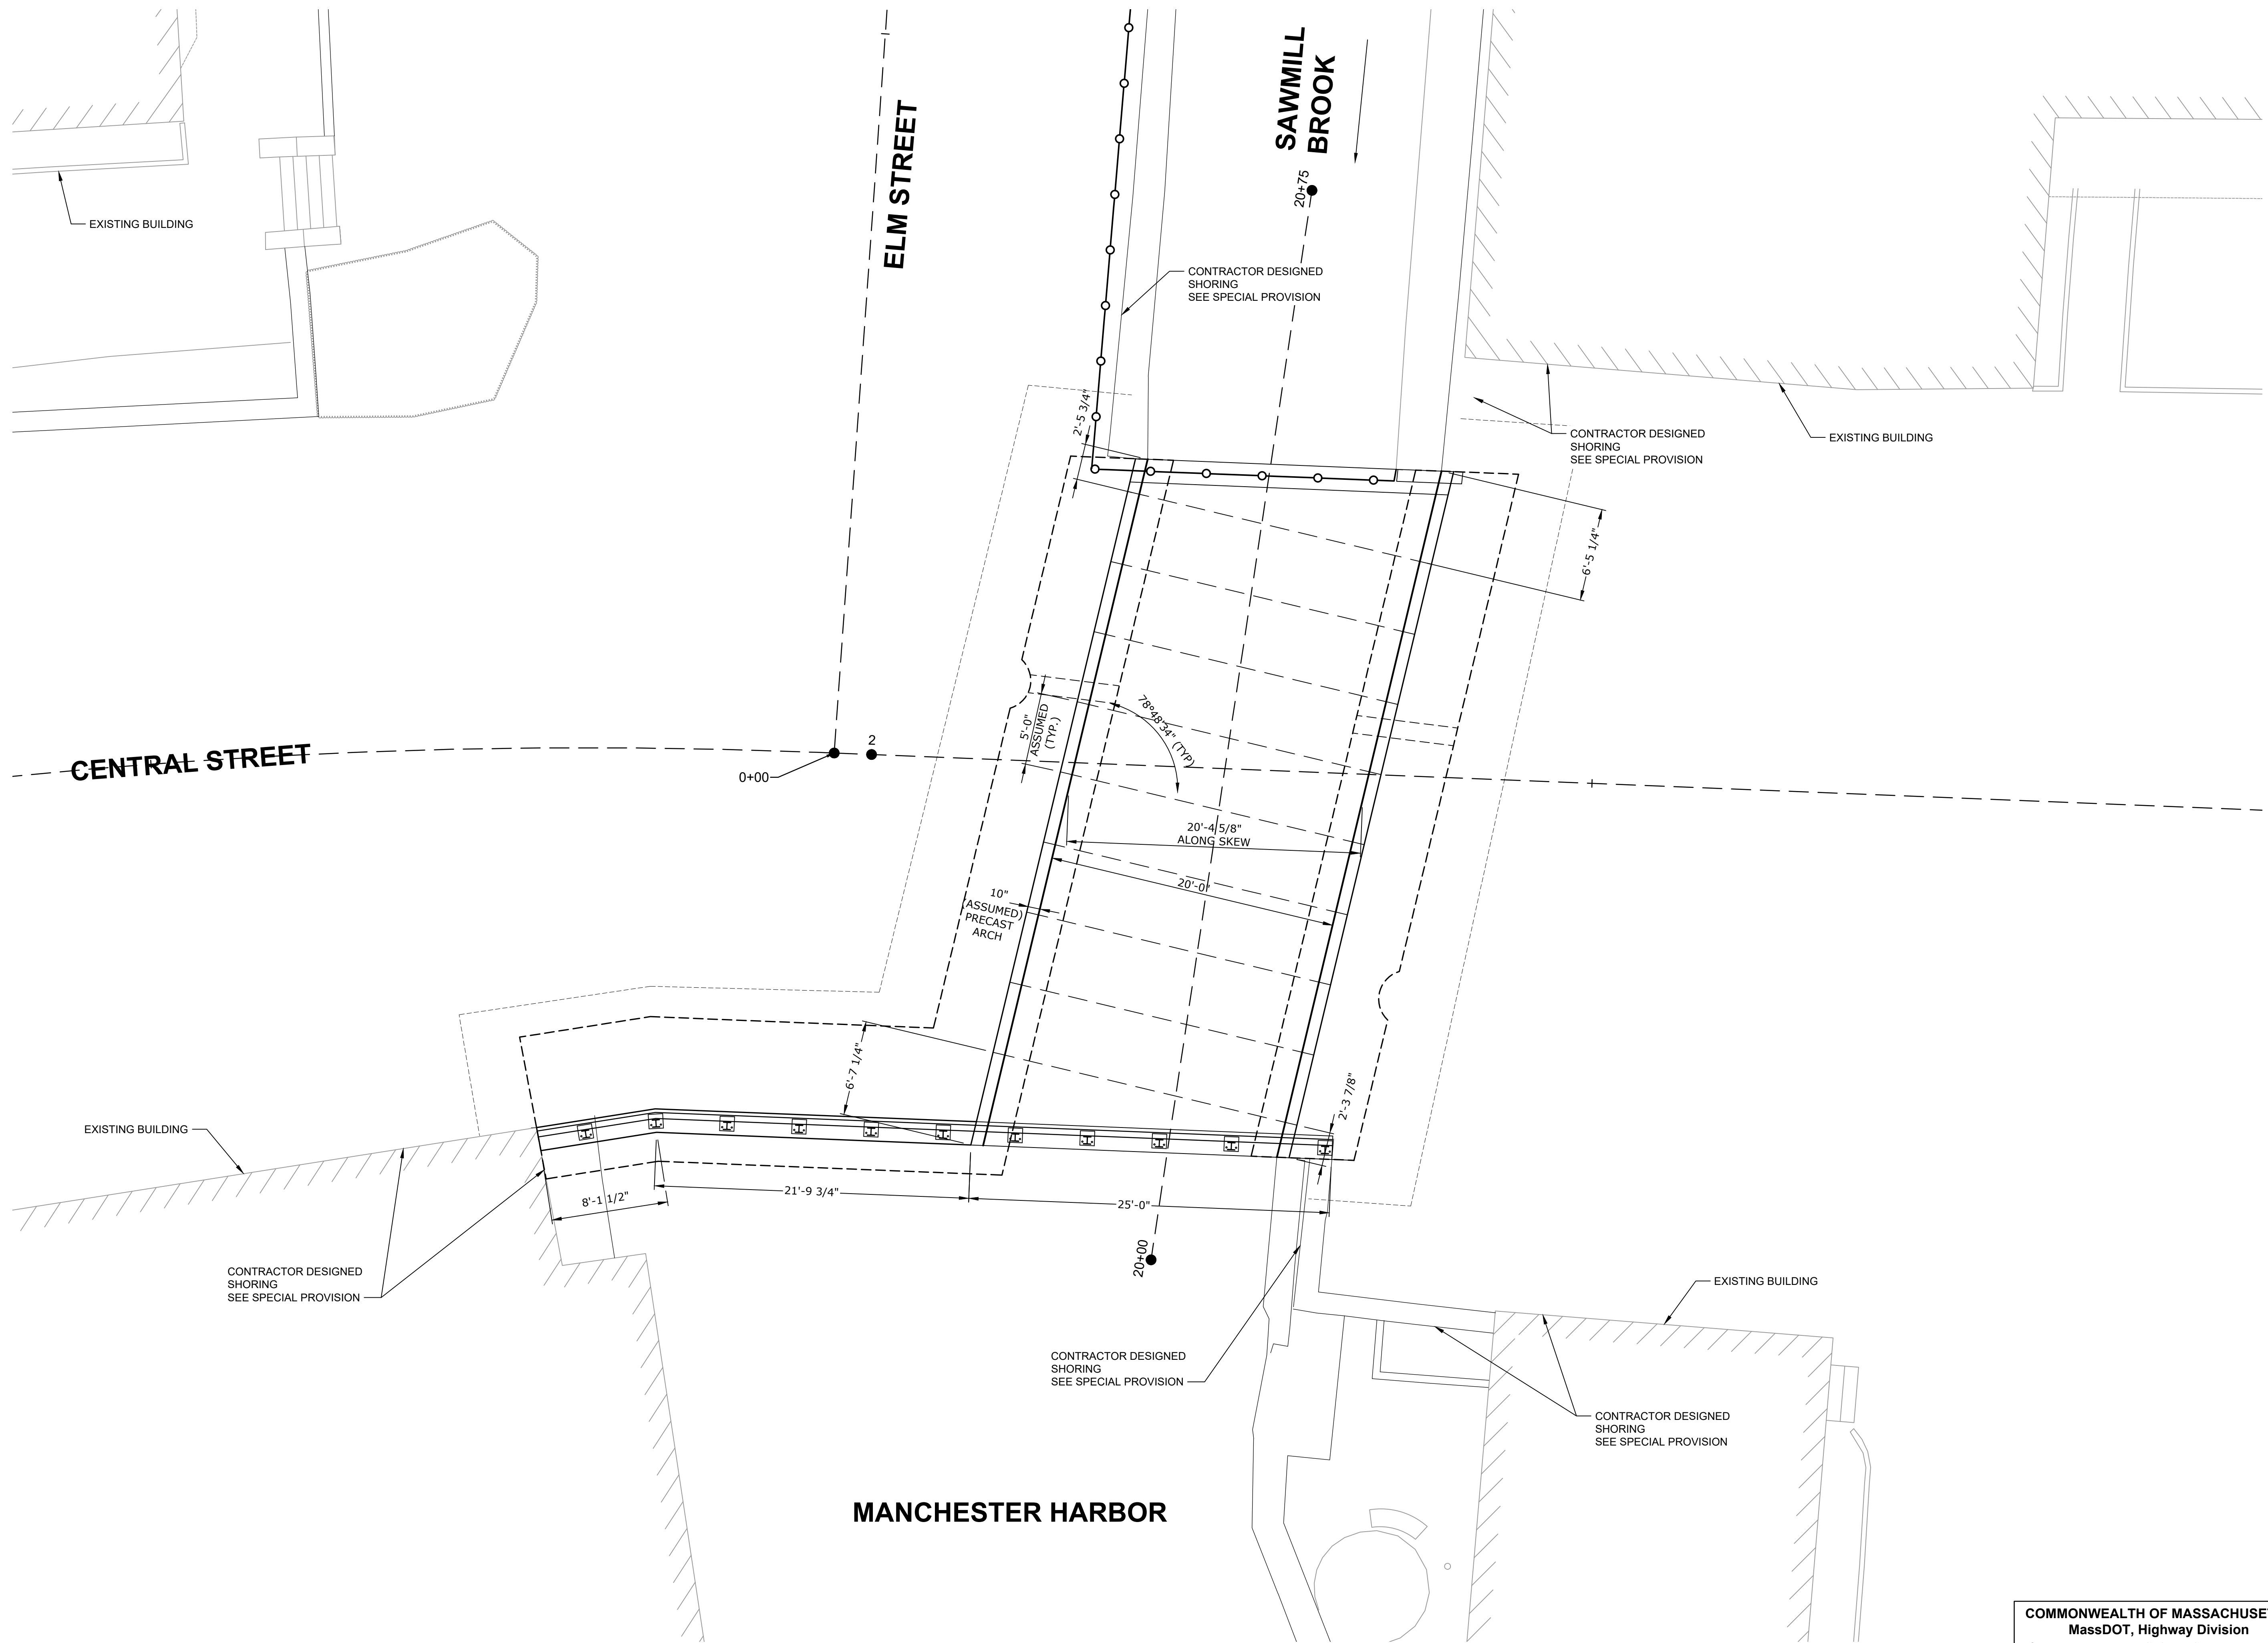 SAWMILL
BROOK
ELM STREET
20+75
EXISTING BUILDING
CONTRACTOR DESIGNED
SHORING
SEE SPECIAL PROVISION
2'-5 3/4"
CONTRACTOR DESIGNED
SHORING
SEE SPECIAL PROVISION
EXISTING BUILDING
6'-5 1/4"
5'-0"
ASSUMED
(TYP.)
78°48'34" (TYP)
CENTRAL STREET
2
0+00
20'-4 5/8"
ALONG SKEW
20'-0"
10"
(ASSUMED)
PRECAST
ARCH
6'-7 1/4"
2'-3 7/8"
EXISTING BUILDING
8'-1 1/2"
21'-9 3/4"
25'-0"
20+00
CONTRACTOR DESIGNED
SHORING
SEE SPECIAL PROVISION
EXISTING BUILDING
CONTRACTOR DESIGNED
SHORING
SEE SPECIAL PROVISION
CONTRACTOR DESIGNED
SHORING
SEE SPECIAL PROVISION
MANCHESTER HARBOR
COMMONWEALTH OF MASSACHUSE
MassDOT, Highway Division